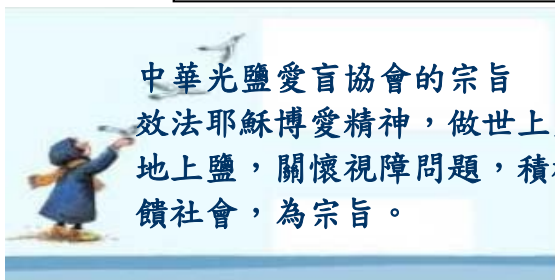 中華光鹽愛盲協會的宗旨
效法耶穌博愛精神，做世上
地上鹽，關懷視障問題，積
饋社會，為宗旨。